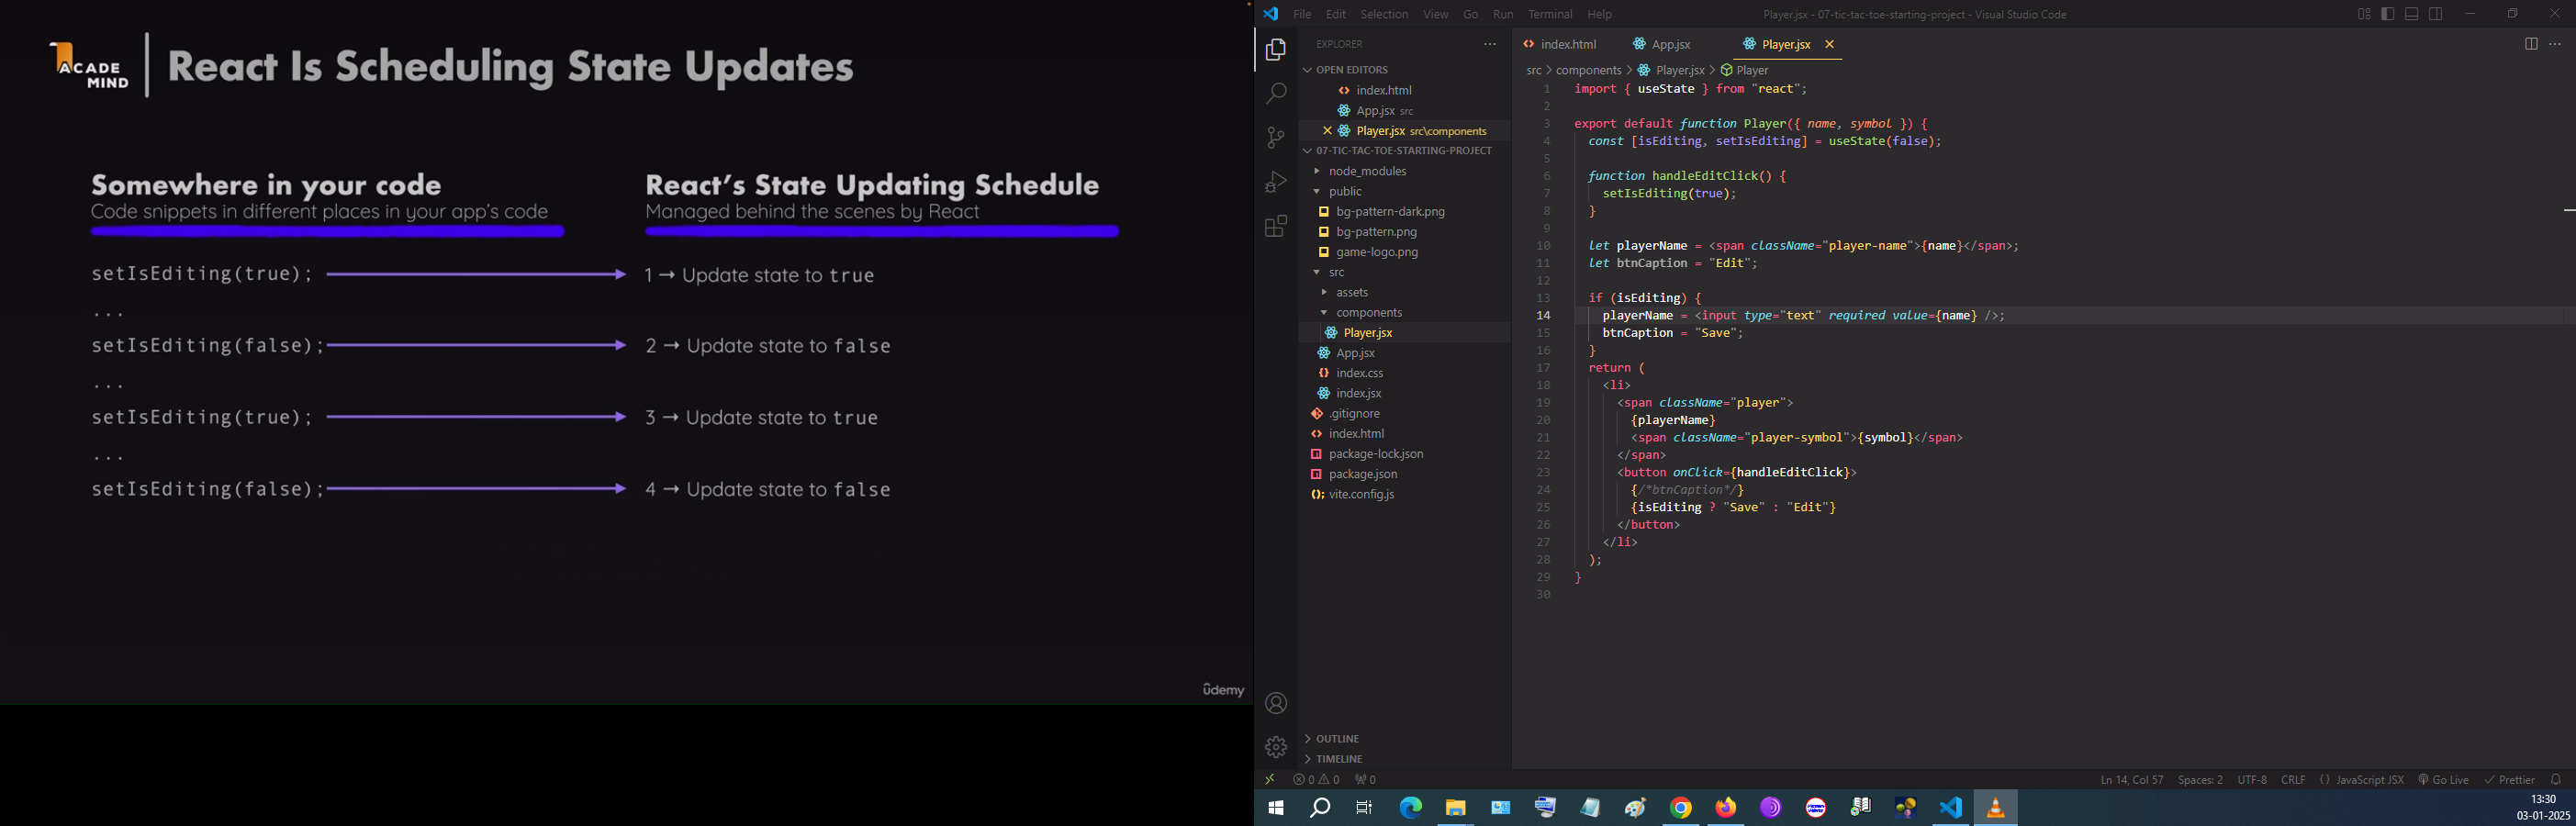 ACADE
MIND
React Is Scheduling State Updates
Somewhere in your code
Code snippets in different places in your app's code
React's State Updating Schedule
Managed behind the scenes by React
setIsEditing(true);
1 → Update state to true
...
setIsEditing(false);
2 → Update state to false
...
setIsEditing(true);
3 → Update state to true
...
setIsEditing(false);
4 → Update state to false
ûdemy
File Edit Selection View Go Run Terminal Help
Player.jsx - 07-tic-tac-toe-starting-project - Visual Studio Code
EXPLORER
OPEN EDITORS
index.html
App.jsx src
Player.jsx src\components
07-TIC-TAC-TOE-STARTING-PROJECT
node_modules
public
bg-pattern-dark.png
bg-pattern.png
game-logo.png
src
assets
components
Player.jsx
App.jsx
index.css
index.jsx
.gitignore
index.html
package-lock.json
package.json
vite.config.js
OUTLINE
TIMELINE
index.html App.jsx Player.jsx
src > components > Player.jsx > Player
1 import { useState } from "react";
2
3 export default function Player({ name, symbol }) {
4 const [isEditing, setIsEditing] = useState(false);
5
6 function handleEditClick() {
7 setIsEditing(true);
8 }
9
10 let playerName = <span className="player-name">{name}</span>;
11 let btnCaption = "Edit";
12
13 if (isEditing) {
14 playerName = <input type="text" required value={name} />;
15 btnCaption = "Save";
16 }
17 return (
18 <li>
19 <span className="player">
20 {playerName}
21 <span className="player-symbol">{symbol}</span>
22 </span>
23 <button onClick={handleEditClick}>
24 {/*btnCaption*/}
25 {isEditing ? "Save" : "Edit"}
26 </button>
27 </li>
28 );
29 }
30
0 0 0
Ln 14, Col 57 Spaces: 2 UTF-8 CRLF {} JavaScript JSX Go Live Prettier
13:30
03-01-2025